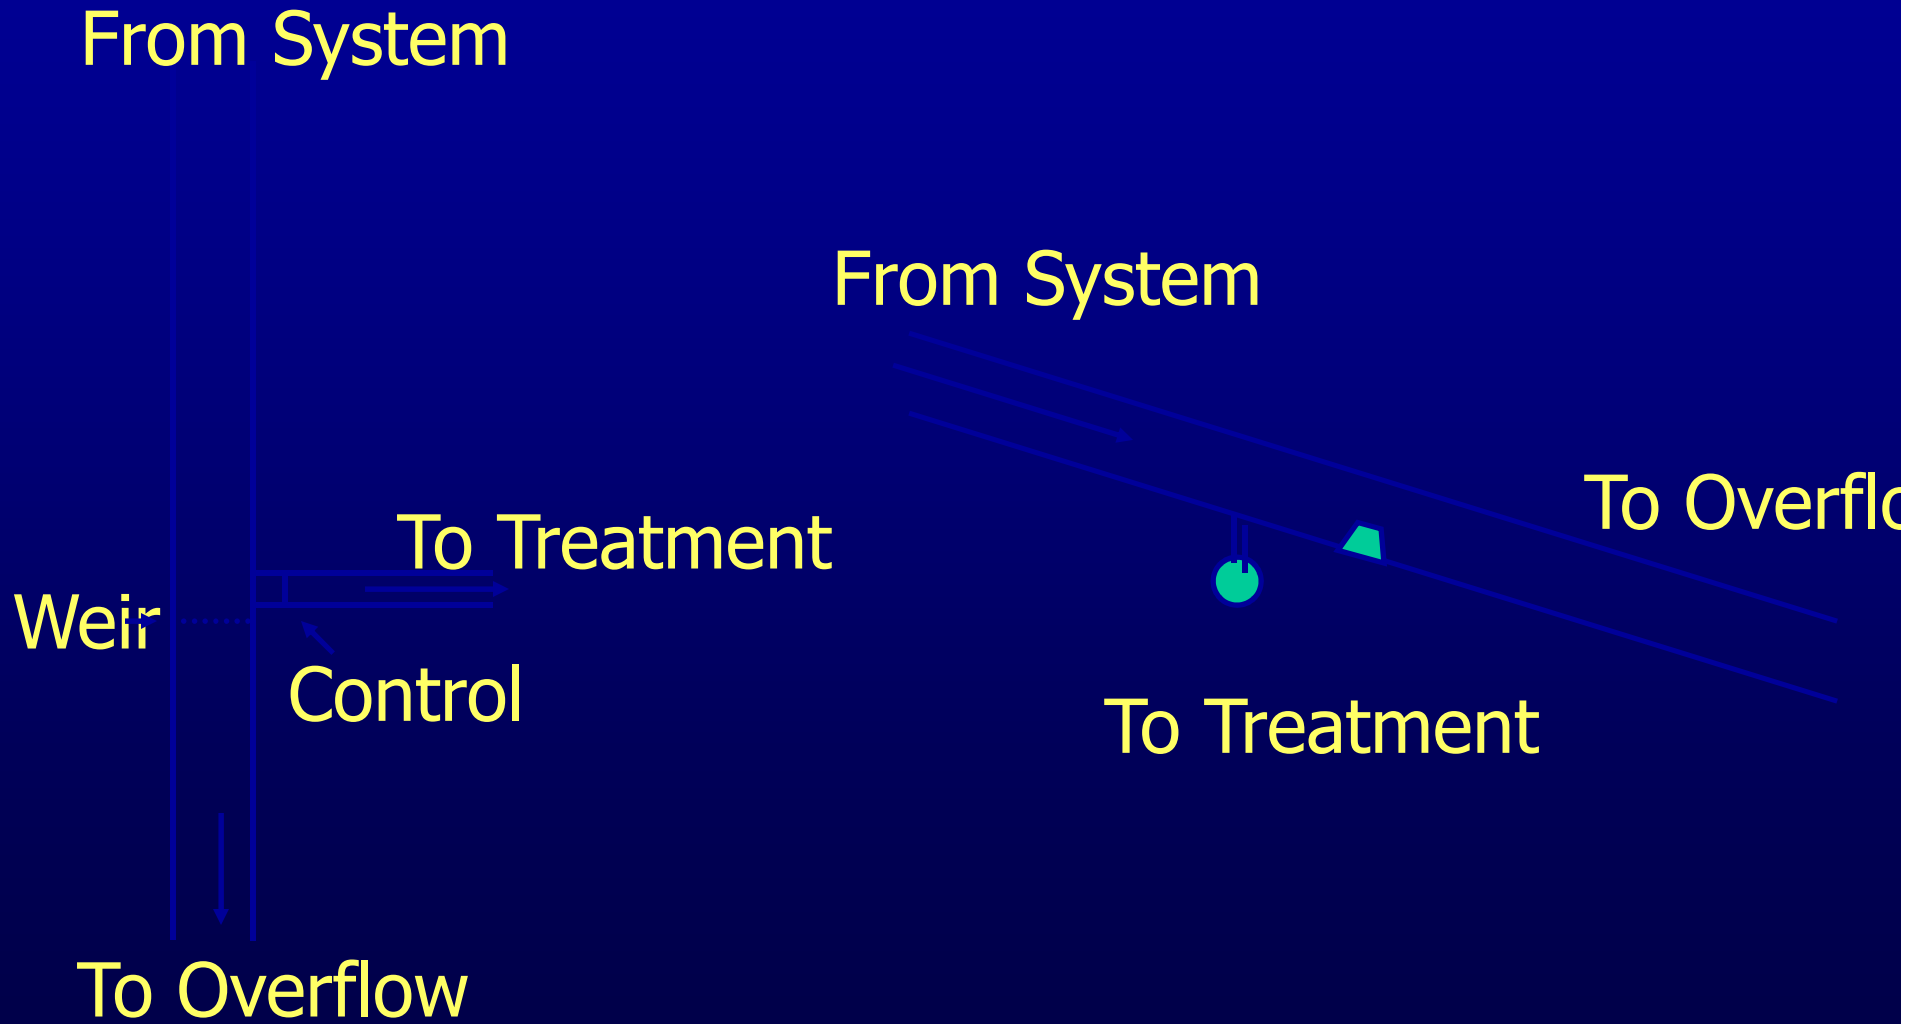 From System
From System
To Overflo
To Treatment
Weir
Control
To Treatment
To Overflow